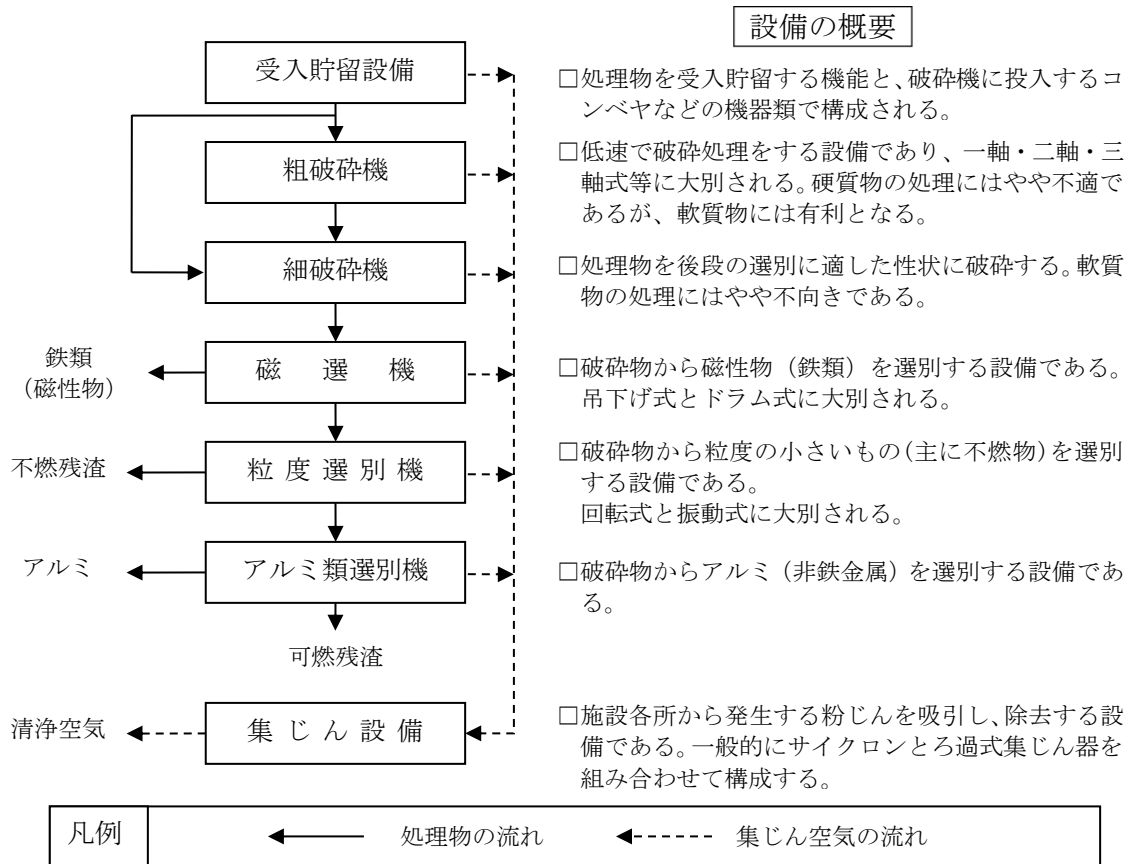 設備の概要
受入貯留設備
□処理物を受入貯留する機能と、破砕機に投入するコ
ンベヤなどの機器類で構成される。
粗破砕機
□低速で破砕処理をする設備であり、一軸・二軸・三
軸式等に大別される。硬質物の処理にはやや不適で
あるが、軟質物には有利となる。
細破砕機
□処理物を後段の選別に適した性状に破砕する。軟質
物の処理にはやや不向きである。
鉄類
（磁性物）
磁選機
□破砕物から磁性物（鉄類）を選別する設備である。
吊下げ式とドラム式に大別される。
不燃残渣
粒度選別機
□破砕物から粒度の小さいもの(主に不燃物)を選別
する設備である。
回転式と振動式に大別される。
アルミ
アルミ類選別機
□破砕物からアルミ（非鉄金属）を選別する設備であ
る。
可燃残渣
清浄空気
集じん設備
□施設各所から発生する粉じんを吸引し、除去する設
備である。一般的にサイクロンとろ過式集じん器を
組み合わせて構成する。
凡例
処理物の流れ
集じん空気の流れ